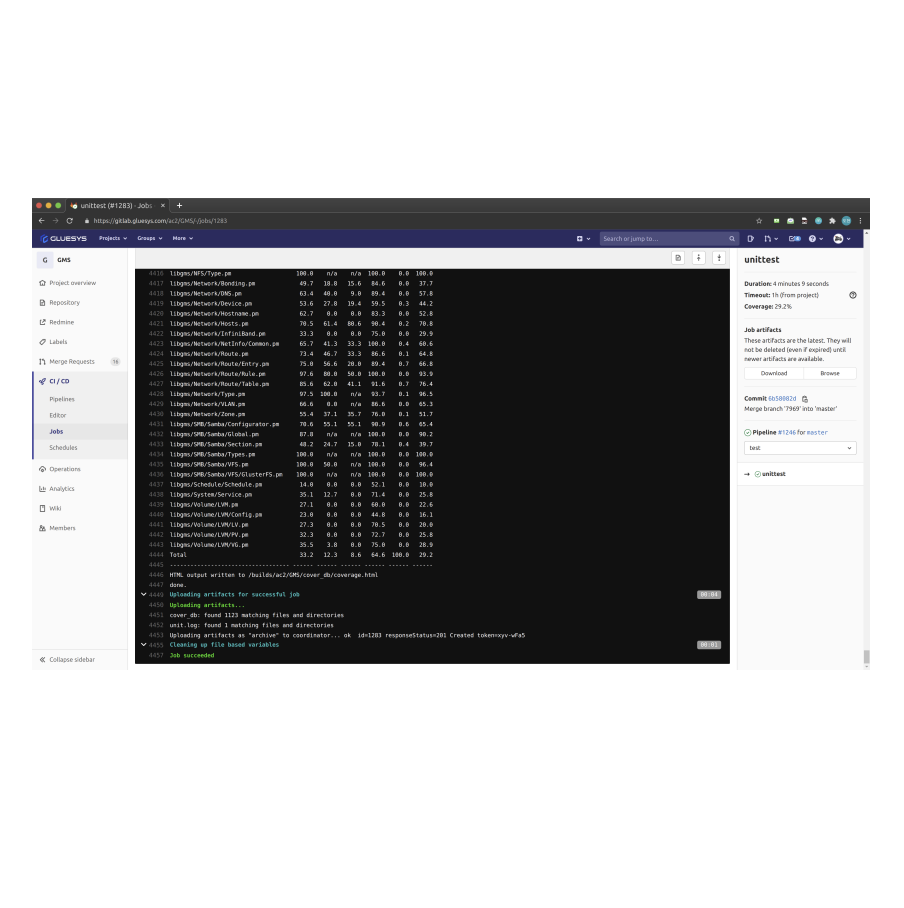 unittest (#1283) · Jobs
https://gitlab.gluesys.com/ac2/GMS/-/jobs/1283
GLUESYS Projects Groups More Search or jump to...
G GMS
Project overview
Repository
Redmine
Labels
Merge Requests 16
CI / CD
Pipelines
Editor
Jobs
Schedules
Operations
Analytics
Wiki
Members
Collapse sidebar
4416 libgms/NFS/Type.pm 100.0 n/a n/a 100.0 0.0 100.0
4417 libgms/Network/Bonding.pm 49.7 18.8 15.6 84.6 0.0 37.7
4418 libgms/Network/DNS.pm 63.4 40.0 9.0 89.4 0.0 57.8
4419 libgms/Network/Device.pm 53.6 27.8 19.4 59.5 0.3 44.2
4420 libgms/Network/Hostname.pm 62.7 0.0 0.0 83.3 0.0 52.8
4421 libgms/Network/Hosts.pm 70.5 61.4 80.6 90.4 0.2 70.8
4422 libgms/Network/InfiniBand.pm 33.3 0.0 0.0 75.0 0.0 29.9
4423 libgms/Network/NetInfo/Common.pm 65.7 41.3 33.3 100.0 0.4 60.6
4424 libgms/Network/Route.pm 73.4 46.7 33.3 86.6 0.1 64.8
4425 libgms/Network/Route/Entry.pm 75.0 56.6 20.0 89.4 0.7 66.8
4426 libgms/Network/Route/Rule.pm 97.6 80.0 50.0 100.0 0.0 93.9
4427 libgms/Network/Route/Table.pm 85.6 62.0 41.1 91.6 0.7 76.4
4428 libgms/Network/Type.pm 97.5 100.0 n/a 93.7 0.1 96.5
4429 libgms/Network/VLAN.pm 66.6 0.0 n/a 86.6 0.0 65.3
4430 libgms/Network/Zone.pm 55.4 37.1 35.7 76.0 0.1 51.7
4431 libgms/SMB/Samba/Configurator.pm 70.6 55.1 55.1 90.9 0.6 65.4
4432 libgms/SMB/Samba/Global.pm 87.8 n/a n/a 100.0 0.0 90.2
4433 libgms/SMB/Samba/Section.pm 48.2 24.7 15.0 78.1 0.4 39.7
4434 libgms/SMB/Samba/Types.pm 100.0 n/a n/a 100.0 0.0 100.0
4435 libgms/SMB/Samba/VFS.pm 100.0 50.0 n/a 100.0 0.0 96.4
4436 libgms/SMB/Samba/VFS/GlusterFS.pm 100.0 n/a n/a 100.0 0.0 100.0
4437 libgms/Schedule/Schedule.pm 14.0 0.0 0.0 52.1 0.0 10.0
4438 libgms/System/Service.pm 35.1 12.7 0.0 71.4 0.0 25.8
4439 libgms/Volume/LVM.pm 27.1 0.0 0.0 60.0 0.0 22.6
4440 libgms/Volume/LVM/Config.pm 23.0 0.0 0.0 44.8 0.0 16.1
4441 libgms/Volume/LVM/LV.pm 27.3 0.0 0.0 70.5 0.0 20.0
4442 libgms/Volume/LVM/PV.pm 32.3 0.0 0.0 72.7 0.0 25.8
4443 libgms/Volume/LVM/VG.pm 35.5 3.8 0.0 75.0 0.0 28.9
4444 Total 33.2 12.3 8.6 64.6 100.0 29.2
4445 ---------------------------------- ------ ------ ------ ------ ------ ------
4446 HTML output written to /builds/ac2/GMS/cover_db/coverage.html
4447 done.
4449 Uploading artifacts for successful job 00:04
4450 Uploading artifacts...
4451 cover_db: found 1123 matching files and directories
4452 unit.log: found 1 matching files and directories
4453 Uploading artifacts as "archive" to coordinator... ok id=1283 responseStatus=201 Created token=xyv-wFa5
4455 Cleaning up file based variables 00:01
4457 Job succeeded
unittest
Duration: 4 minutes 9 seconds
Timeout: 1h (from project)
Coverage: 29.2%
Job artifacts
These artifacts are the latest. They will
not be deleted (even if expired) until
newer artifacts are available.
Download Browse
Commit 6b58082d
Merge branch '7969' into 'master'
Pipeline #1246 for master
test
→ unittest